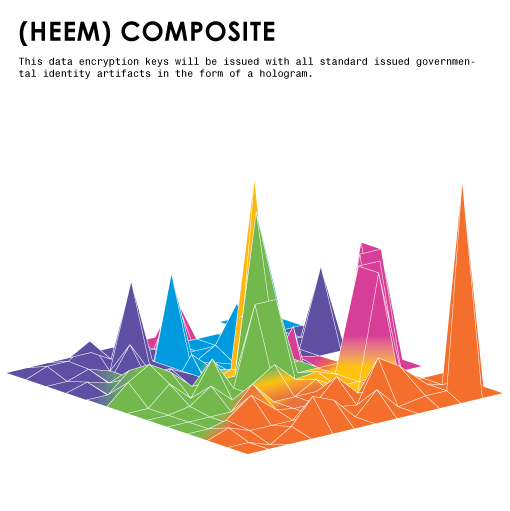 (HEEM) COMPOSITE
This data encryption keys will be issued with all standard issued governmen-
tal identity artifacts in the form of a hologram.